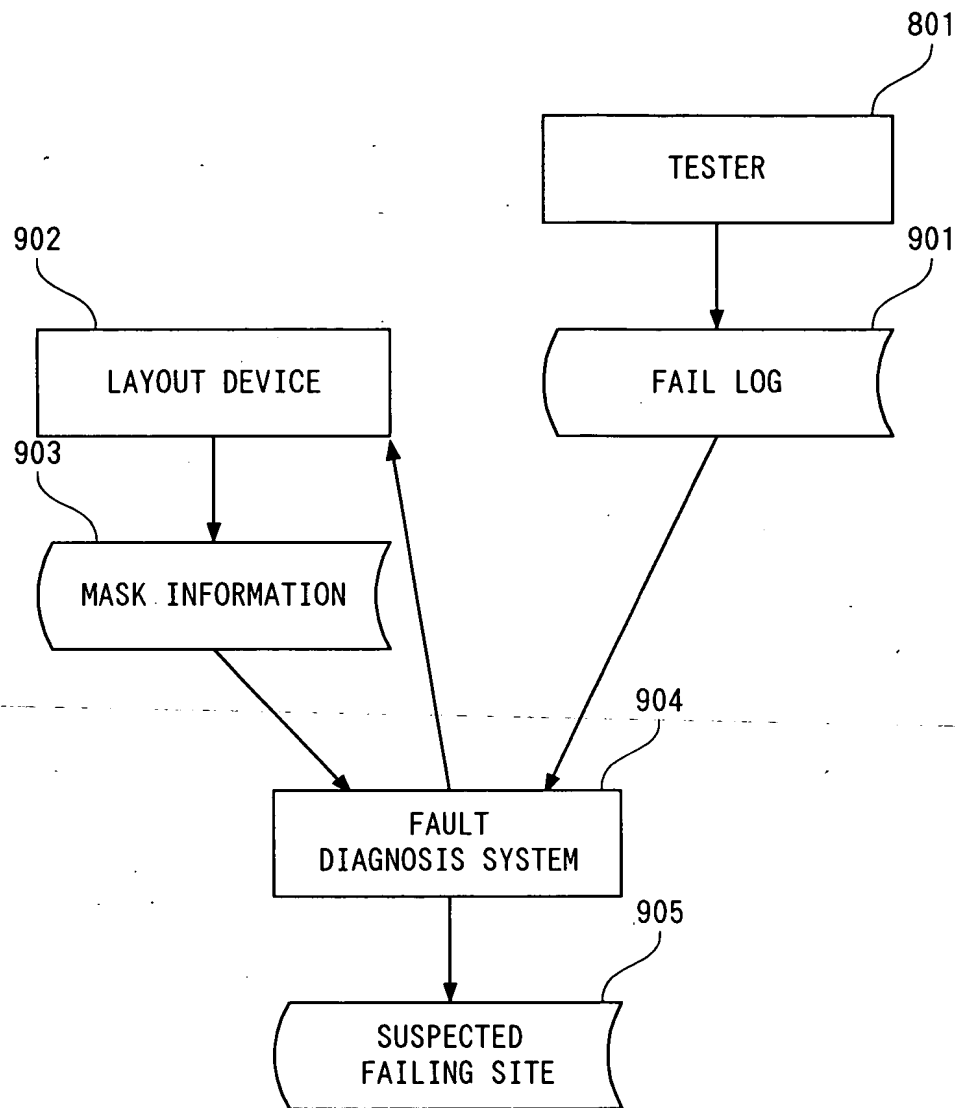 801
TESTER
902
901
LAYOUT DEVICE
FAIL LOG
903
MASK INFORMATION
904
FAULT
DIAGNOSIS SYSTEM
905
SUSPECTED
FAILING SITE